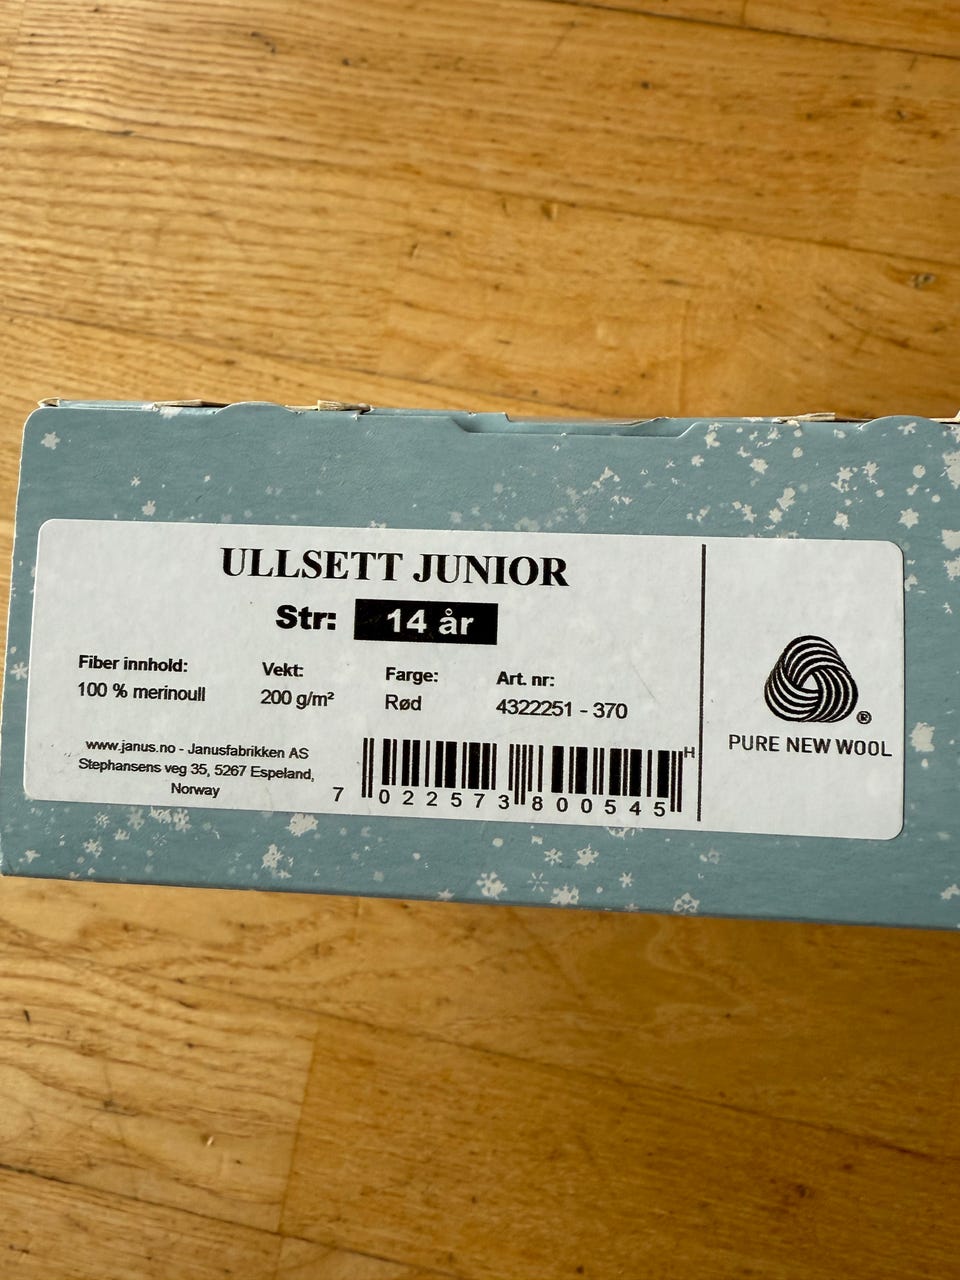 ULLSETT JUNIOR
Str: 14 år
Fiber innhold:
100 % merinoull
Vekt:
200 g/m²
Farge:
Rød
Art. nr:
4322251 - 370
www.janus.no - Janusfabrikken AS
Stephansens veg 35, 5267 Espeland,
Norway
7 022573 800545
H
®
PURE NEW WOOL